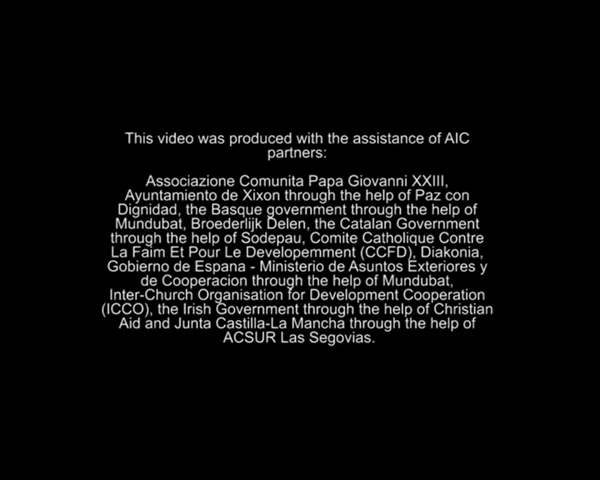 This video was produced with the assistance of AIC
partners:
Associazione Comunita Papa Giovanni XXIII,
Ayuntamiento de Xixon through the help of Paz con
Dignidad, the Basque government through the help of
Mundubat, Broederlijk Delen, the Catalan Government
through the help of Sodepau, Comite Catholique Contre
La Faim Et Pour Le Developemment (CCFD), Diakonia,
Gobierno de Espana - Ministerio de Asuntos Exteriores y
de Cooperacion through the help of Mundubat,
Inter-Church Organisation for Development Cooperation
(ICCO), the Irish Government through the help of Christian
Aid and Junta Castilla-La Mancha through the help of
ACSUR Las Segovias.